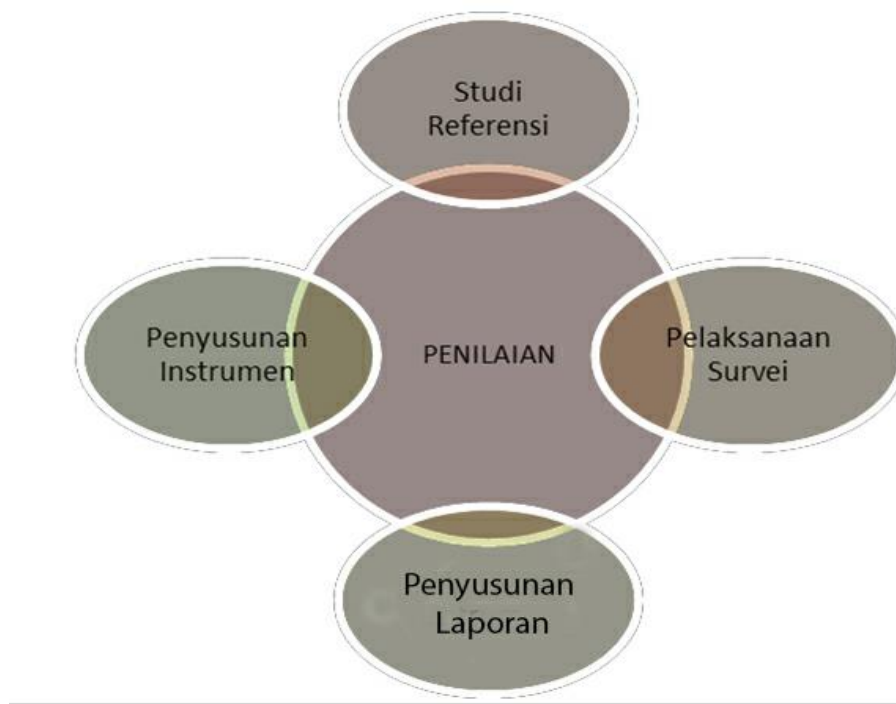 Studi
Referensi
Penyusunan
Instrumen
PENILAIAN
Pelaksanaan
Survei
Penyusunan
Laporan